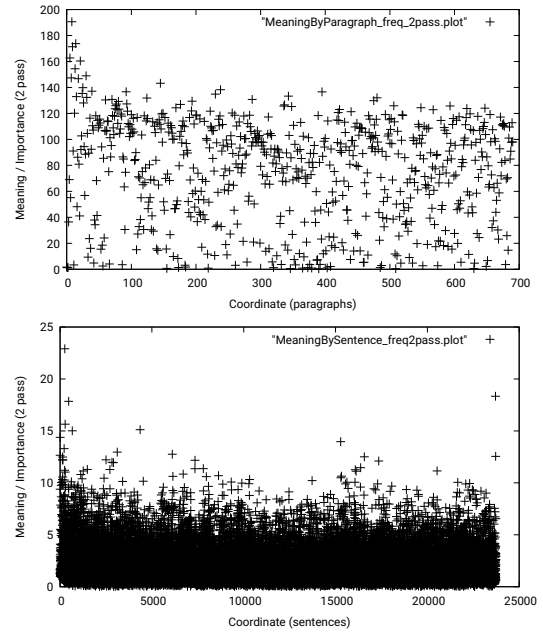 200
180
160
140
120
100
80
60
40
20
0
Meaning / Importance (2 pass)
"MeaningByParagraph_freq_2pass.plot"
0 100 200 300 400 500 600 700
Coordinate (paragraphs)
25
20
15
10
5
0
Meaning / Importance (2 pass)
"MeaningBySentence_freq2pass.plot"
0 5000 10000 15000 20000 25000
Coordinate (sentences)